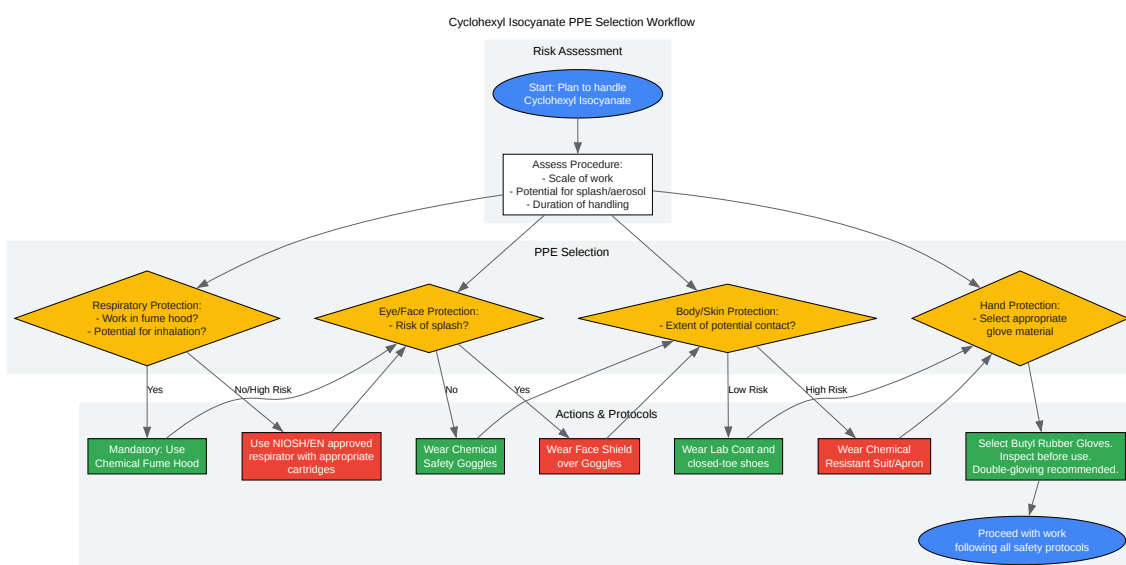 Cyclohexyl Isocyanate PPE Selection Workflow
Risk Assessment
Start: Plan to handle
Cyclohexyl Isocyanate
Assess Procedure:
- Scale of work
- Potential for splash/aerosol
- Duration of handling
PPE Selection
Respiratory Protection:
- Work in fume hood?
- Potential for inhalation?
Eye/Face Protection:
- Risk of splash?
Body/Skin Protection:
- Extent of potential contact?
Hand Protection:
- Select appropriate
glove material
Yes
No/High Risk
No
Yes
Low Risk
High Risk
Actions & Protocols
Mandatory: Use
Chemical Fume Hood
Use NIOSH/EN approved
respirator with appropriate
cartridges
Wear Chemical
Safety Goggles
Wear Face Shield
over Goggles
Wear Lab Coat and
closed-toe shoes
Wear Chemical
Resistant Suit/Apron
Select Butyl Rubber Gloves.
Inspect before use.
Double-gloving recommended.
Proceed with work
following all safety protocols